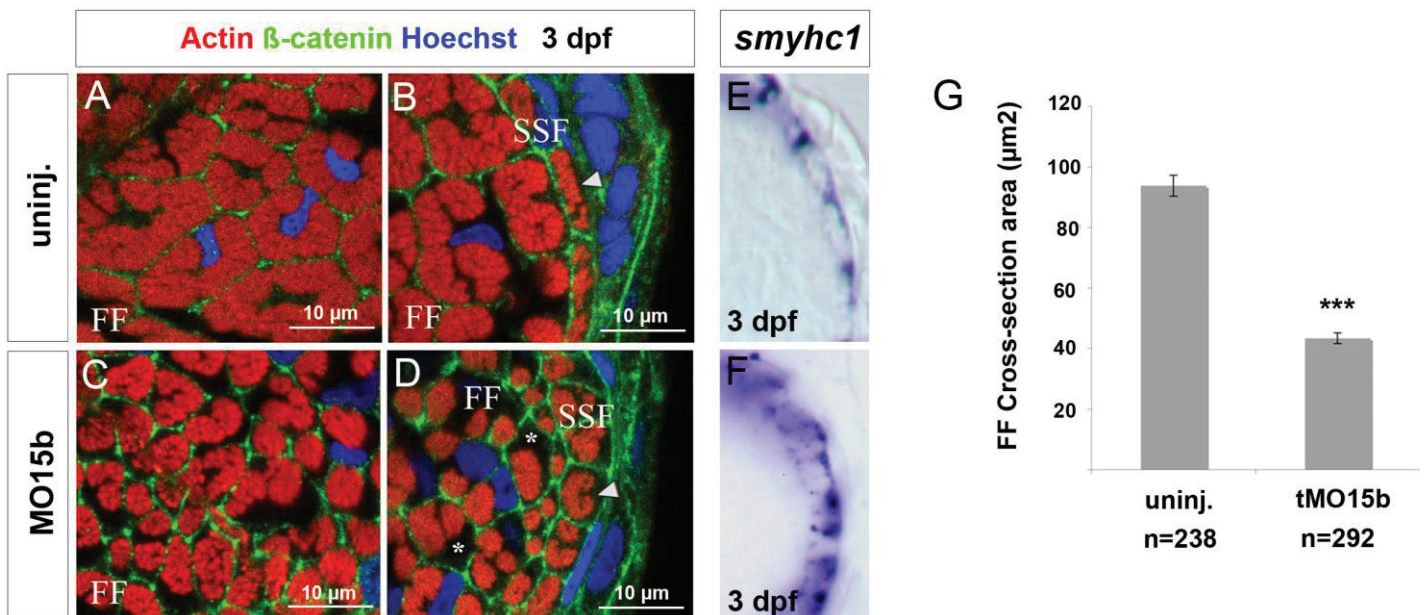 Actin ß-catenin Hoechst 3 dpf
smyhc1
uninj.
MO15b
A
FF
10 µm
B
SSF
FF
10 µm
C
FF
10 µm
D
FF
SSF
*
*
10 µm
E
3 dpf
F
3 dpf
G
FF Cross-section area (µm2)
120
100
80
60
40
20
***
uninj.
n=238
tMO15b
n=292